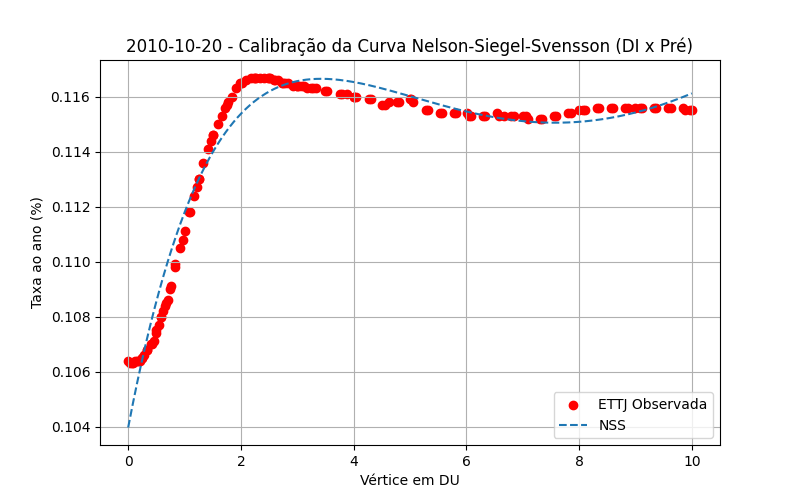 2010-10-20 - Calibração da Curva Nelson-Siegel-Svensson (DI x Pré)
Taxa ao ano (%)
0.116
0.114
0.112
0.110
0.108
0.106
0.104
ETTJ Observada
NSS
0 2 4 6 8 10
Vértice em DU